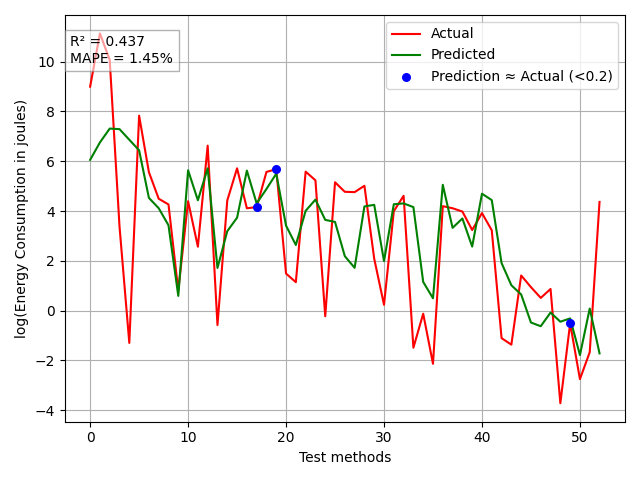 R² = 0.437
MAPE = 1.45%
Actual
Predicted
Prediction ≈ Actual (<0.2)
log(Energy Consumption in joules)
10
8
6
4
2
0
−2
−4
0 10 20 30 40 50
Test methods